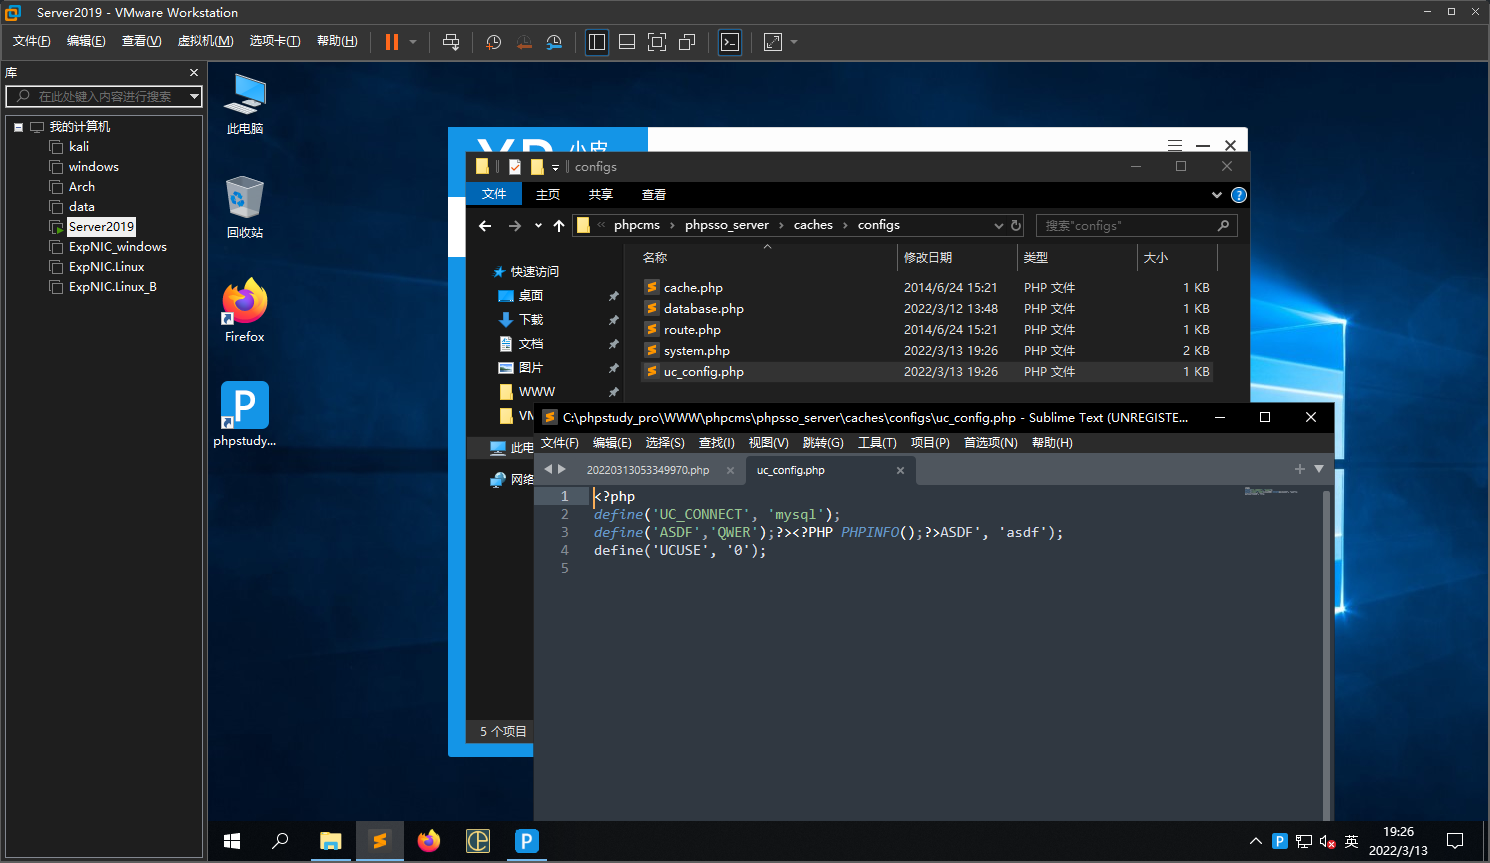 Server2019 - VMware Workstation
文件(F) 编辑(E) 查看(V) 虚拟机(M) 选项卡(T) 帮助(H)
库
在此处键入内容进行搜索
我的计算机
kali
windows
Arch
data
Server2019
ExpNIC_windows
ExpNIC.Linux
ExpNIC.Linux_B
此电脑
回收站
Firefox
P
phpstudy...
小皮
configs
文件 主页 共享 查看
phpcms phpsso_server caches configs
搜索"configs"
快速访问
桌面
下载
文档
图片
WWW
此电
网络
名称 修改日期 类型 大小
cache.php 2014/6/24 15:21 PHP 文件 1 KB
database.php 2022/3/12 13:48 PHP 文件 1 KB
route.php 2014/6/24 15:21 PHP 文件 1 KB
system.php 2022/3/13 19:26 PHP 文件 2 KB
uc_config.php 2022/3/13 19:26 PHP 文件 1 KB
5 个项目
C:\phpstudy_pro\WWW\phpcms\phpsso_server\caches\configs\uc_config.php - Sublime Text (UNREGISTE...
文件(F) 编辑(E) 选择(S) 查找(I) 视图(V) 跳转(G) 工具(T) 项目(P) 首选项(N) 帮助(H)
20220313053349970.php uc_config.php
1 <?php
2 define('UC_CONNECT', 'mysql');
3 define('ASDF','QWER');?><?PHP PHPINFO();?>ASDF', 'asdf');
4 define('UCUSE', '0');
5
P
P
英
19:26
2022/3/13